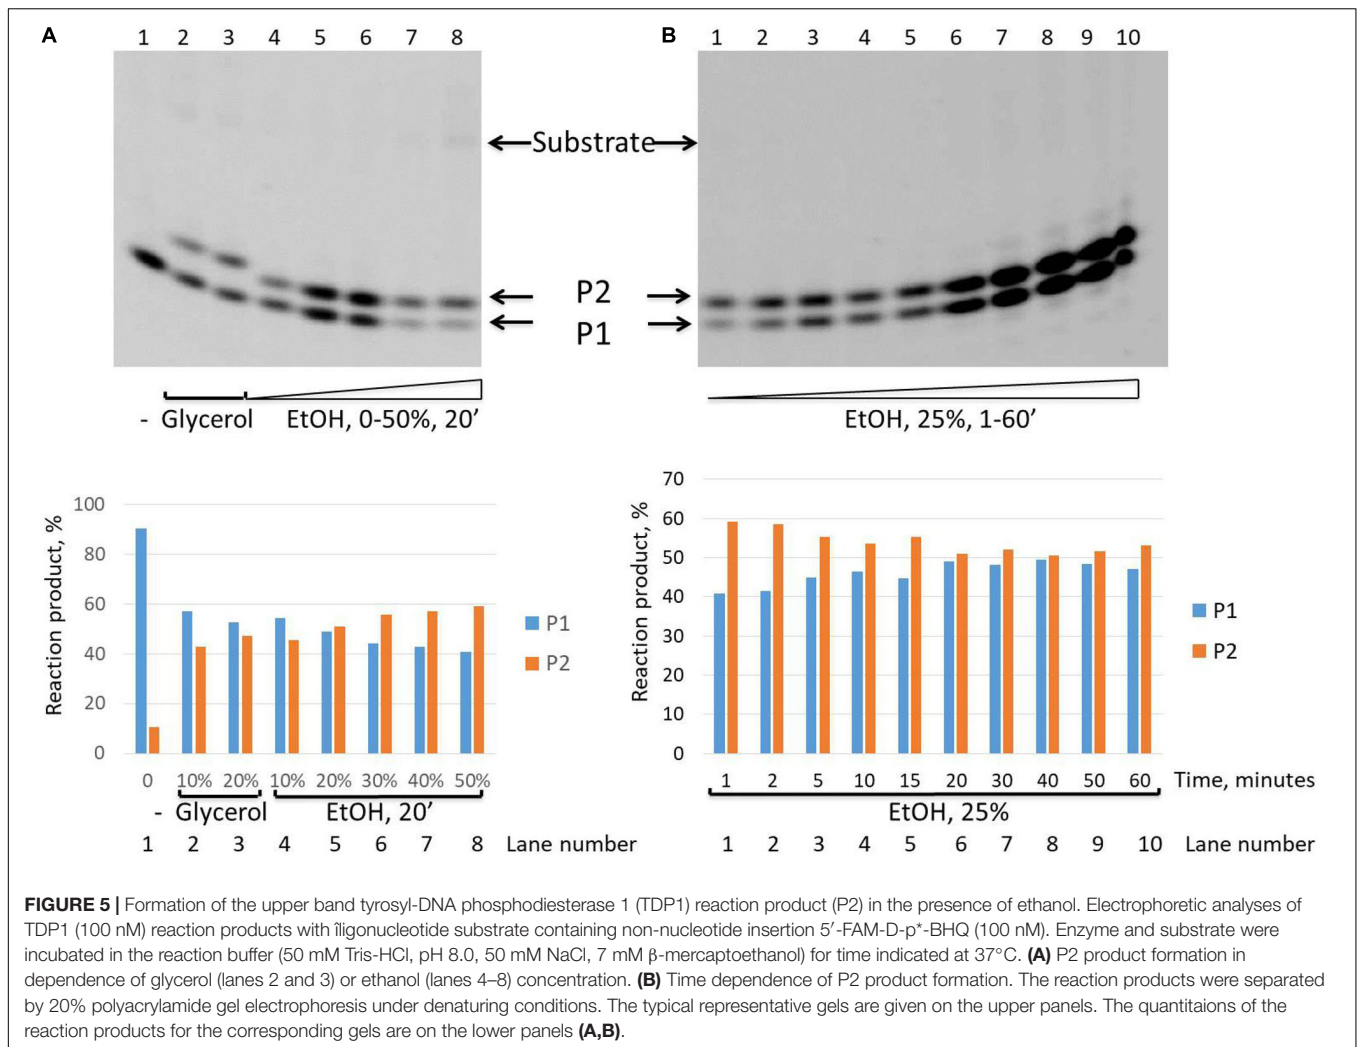 A
1 2 3 4 5 6 7 8
B
1 2 3 4 5 6 7 8 9 10
Substrate
P2
P1
- Glycerol EtOH, 0-50%, 20′
EtOH, 25%, 1-60′
Reaction product, %
100
80
60
40
20
0
0 10% 20% 10% 20% 30% 40% 50%
- Glycerol EtOH, 20′
1 2 3 4 5 6 7 8 Lane number
P1
P2
Reaction product, %
70
60
50
40
30
20
10
0
1 2 5 10 15 20 30 40 50 60 Time, minutes
EtOH, 25%
1 2 3 4 5 6 7 8 9 10 Lane number
P1
P2
FIGURE 5 | Formation of the upper band tyrosyl-DNA phosphodiesterase 1 (TDP1) reaction product (P2) in the presence of ethanol. Electrophoretic analyses of
TDP1 (100 nM) reaction products with îligonucleotide substrate containing non-nucleotide insertion 5′-FAM-D-p*-BHQ (100 nM). Enzyme and substrate were
incubated in the reaction buffer (50 mM Tris-HCl, pH 8.0, 50 mM NaCl, 7 mM β-mercaptoethanol) for time indicated at 37°C. (A) P2 product formation in
dependence of glycerol (lanes 2 and 3) or ethanol (lanes 4–8) concentration. (B) Time dependence of P2 product formation. The reaction products were separated
by 20% polyacrylamide gel electrophoresis under denaturing conditions. The typical representative gels are given on the upper panels. The quantitaions of the
reaction products for the corresponding gels are on the lower panels (A,B).